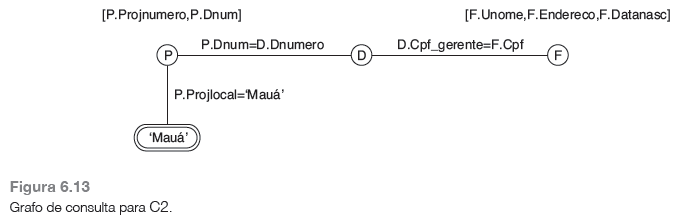 [P.Projnumero,P.Dnum] [F.Unome,F.Endereco,F.Datanasc]
P.Dnum=D.Dnumero D.Cpf_gerente=F.Cpf
P D F
P.Projlocal=‘Mauá’
‘Mauá’
Figura 6.13
Grafo de consulta para C2.